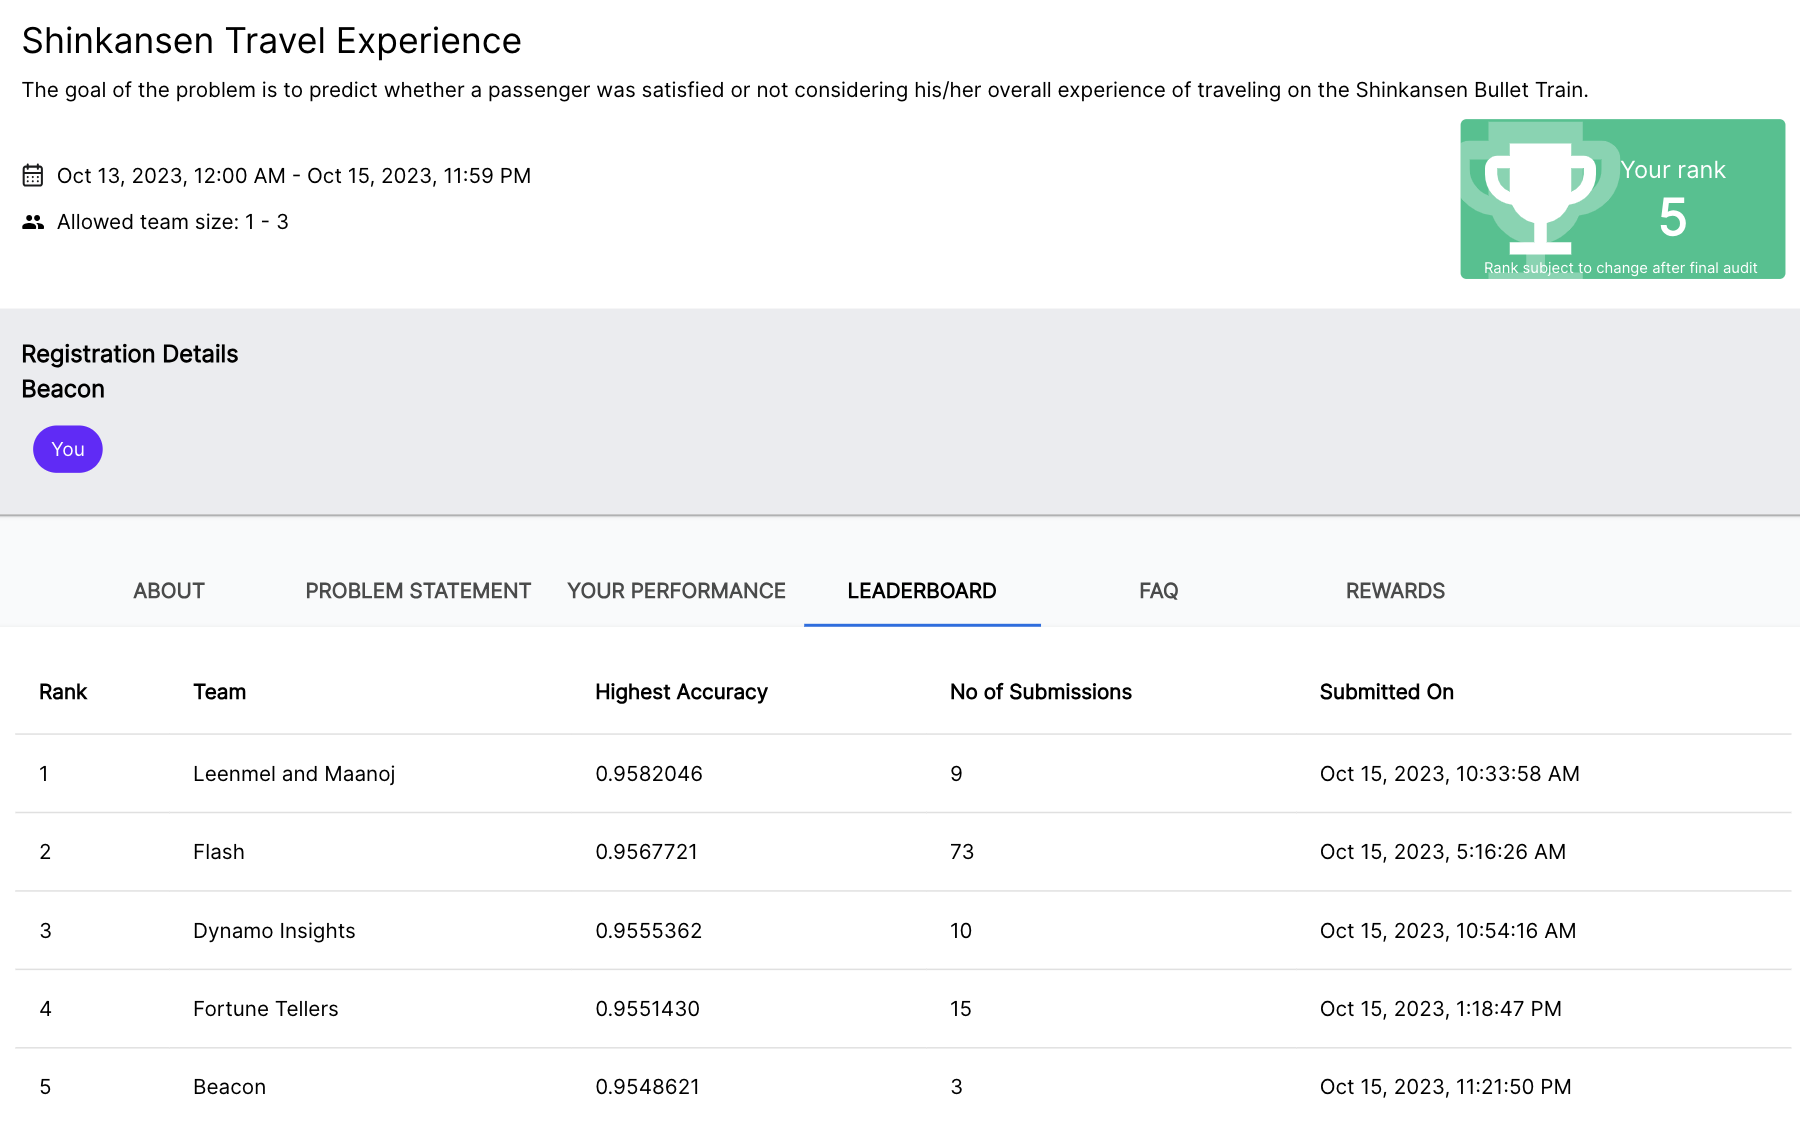 Shinkansen Travel Experience
The goal of the problem is to predict whether a passenger was satisfied or not considering his/her overall experience of traveling on the Shinkansen Bullet Train.
Oct 13, 2023, 12:00 AM - Oct 15, 2023, 11:59 PM
Allowed team size: 1 - 3
Your rank
5
Rank subject to change after final audit
Registration Details
Beacon
You
ABOUT PROBLEM STATEMENT YOUR PERFORMANCE LEADERBOARD FAQ REWARDS
Rank Team Highest Accuracy No of Submissions Submitted On
1 Leenmel and Maanoj 0.9582046 9 Oct 15, 2023, 10:33:58 AM
2 Flash 0.9567721 73 Oct 15, 2023, 5:16:26 AM
3 Dynamo Insights 0.9555362 10 Oct 15, 2023, 10:54:16 AM
4 Fortune Tellers 0.9551430 15 Oct 15, 2023, 1:18:47 PM
5 Beacon 0.9548621 3 Oct 15, 2023, 11:21:50 PM